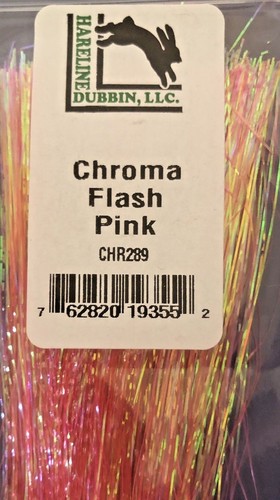 HARELINE
DUBBIN, LLC.
Chroma
Flash
Pink
CHR289
7 62820 19355 2